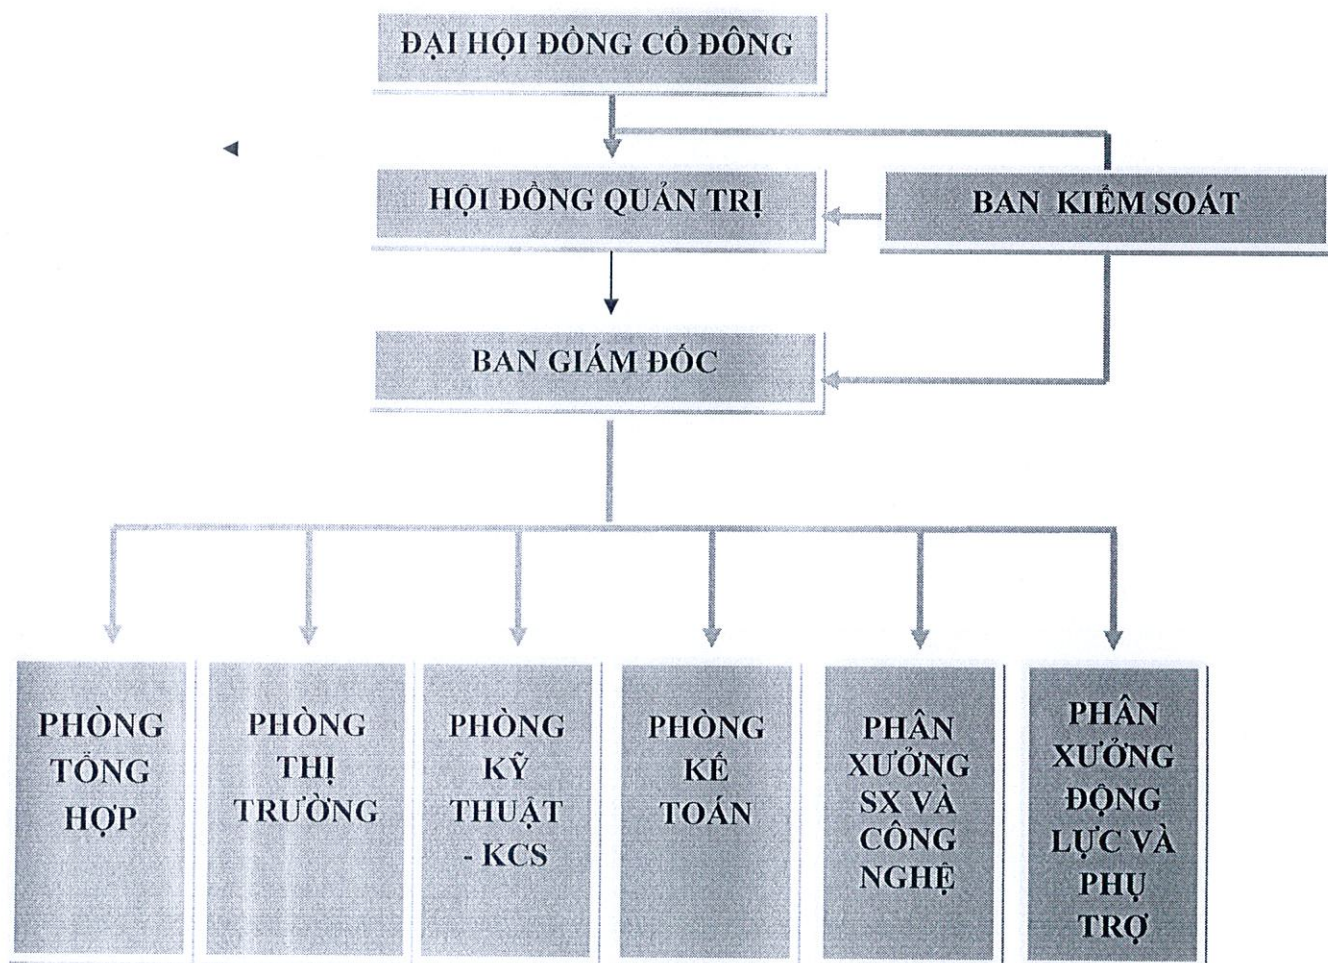 ĐẠI HỘI ĐỒNG CỔ ĐÔNG
HỘI ĐỒNG QUẢN TRỊ
BAN KIỂM SOÁT
BAN GIÁM ĐỐC
PHÒNG
TỔNG
HỢP
PHÒNG
THỊ
TRƯỜNG
PHÒNG
KỸ
THUẬT
- KCS
PHÒNG
KẾ
TOÁN
PHÂN
XƯỞNG
SX VÀ
CÔNG
NGHỆ
PHÂN
XƯỞNG
ĐỘNG
LỰC VÀ
PHỤ
TRỢ